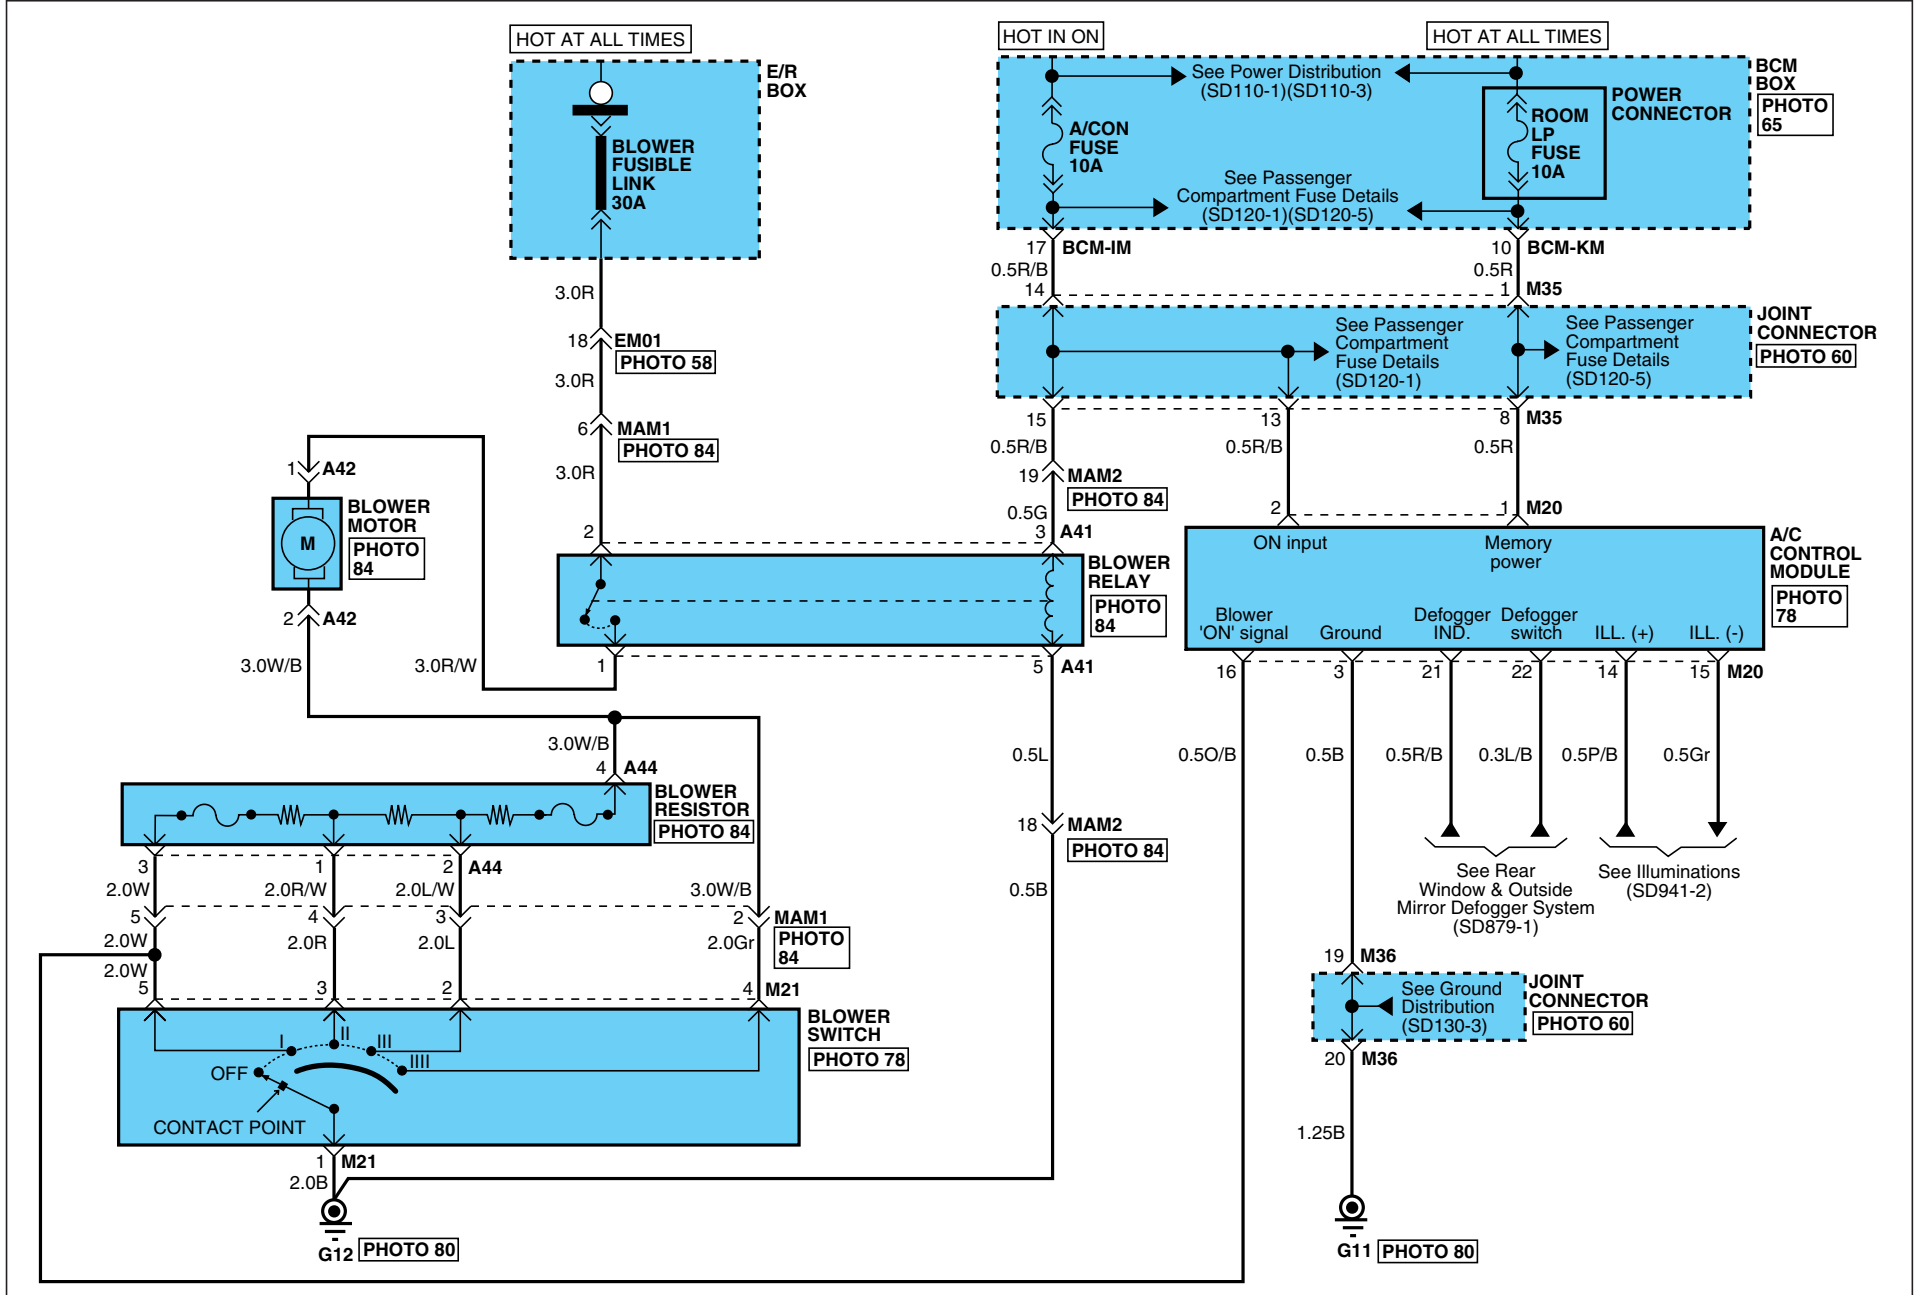 HOT AT ALL TIMES
HOT IN ON
HOT AT ALL TIMES
E/R
BOX
BLOWER
FUSIBLE
LINK
30A
See Power Distribution
(SD110-1)(SD110-3)
A/CON
FUSE
10A
ROOM
LP
FUSE
10A
POWER
CONNECTOR
BCM
BOX
PHOTO
65
See Passenger
Compartment Fuse Details
(SD120-1)(SD120-5)
17
BCM-IM
10
BCM-KM
0.5R/B
0.5R
14
1
M35
3.0R
18
EM01
PHOTO 58
3.0R
See Passenger
Compartment
Fuse Details
(SD120-1)
See Passenger
Compartment
Fuse Details
(SD120-5)
JOINT
CONNECTOR
PHOTO 60
15
13
8
M35
6
MAM1
PHOTO 84
3.0R
0.5R/B
0.5R/B
0.5R
19
MAM2
PHOTO 84
0.5G
1
A42
BLOWER
MOTOR
PHOTO
84
M
2
A42
2
3
A41
BLOWER
RELAY
PHOTO
84
1
5
A41
2
1
M20
ON input
Memory
power
A/C
CONTROL
MODULE
PHOTO
78
Blower
'ON' signal
Ground
Defogger
IND.
Defogger
switch
ILL. (+)
ILL. (-)
16
3
21
22
14
15
M20
3.0W/B
3.0R/W
3.0W/B
4
A44
0.5L
0.5O/B
0.5B
0.5R/B
0.3L/B
0.5P/B
0.5Gr
BLOWER
RESISTOR
PHOTO 84
18
MAM2
PHOTO 84
3
1
2
A44
2.0W
2.0R/W
2.0L/W
3.0W/B
0.5B
See Rear
Window & Outside
Mirror Defogger System
(SD879-1)
See Illuminations
(SD941-2)
5
4
3
2
MAM1
PHOTO
84
2.0W
2.0R
2.0L
2.0Gr
2.0W
5
3
2
4
M21
19
M36
See Ground
Distribution
(SD130-3)
JOINT
CONNECTOR
PHOTO 60
20
M36
BLOWER
SWITCH
PHOTO 78
I
II
III
IIII
OFF
CONTACT POINT
1
M21
2.0B
1.25B
G12
PHOTO 80
G11
PHOTO 80